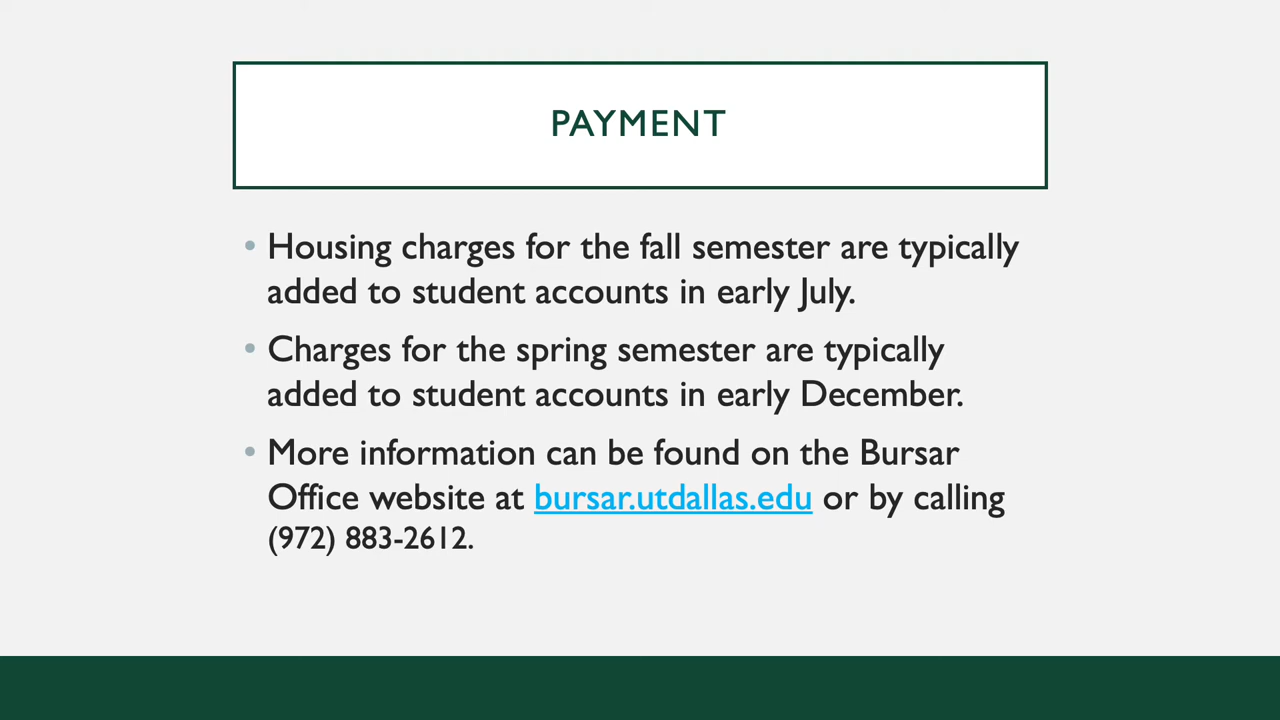 PAYMENT
• Housing charges for the fall semester are typically
added to student accounts in early July.
• Charges for the spring semester are typically
added to student accounts in early December.
• More information can be found on the Bursar
Office website at bursar.utdallas.edu or by calling
(972) 883-2612.